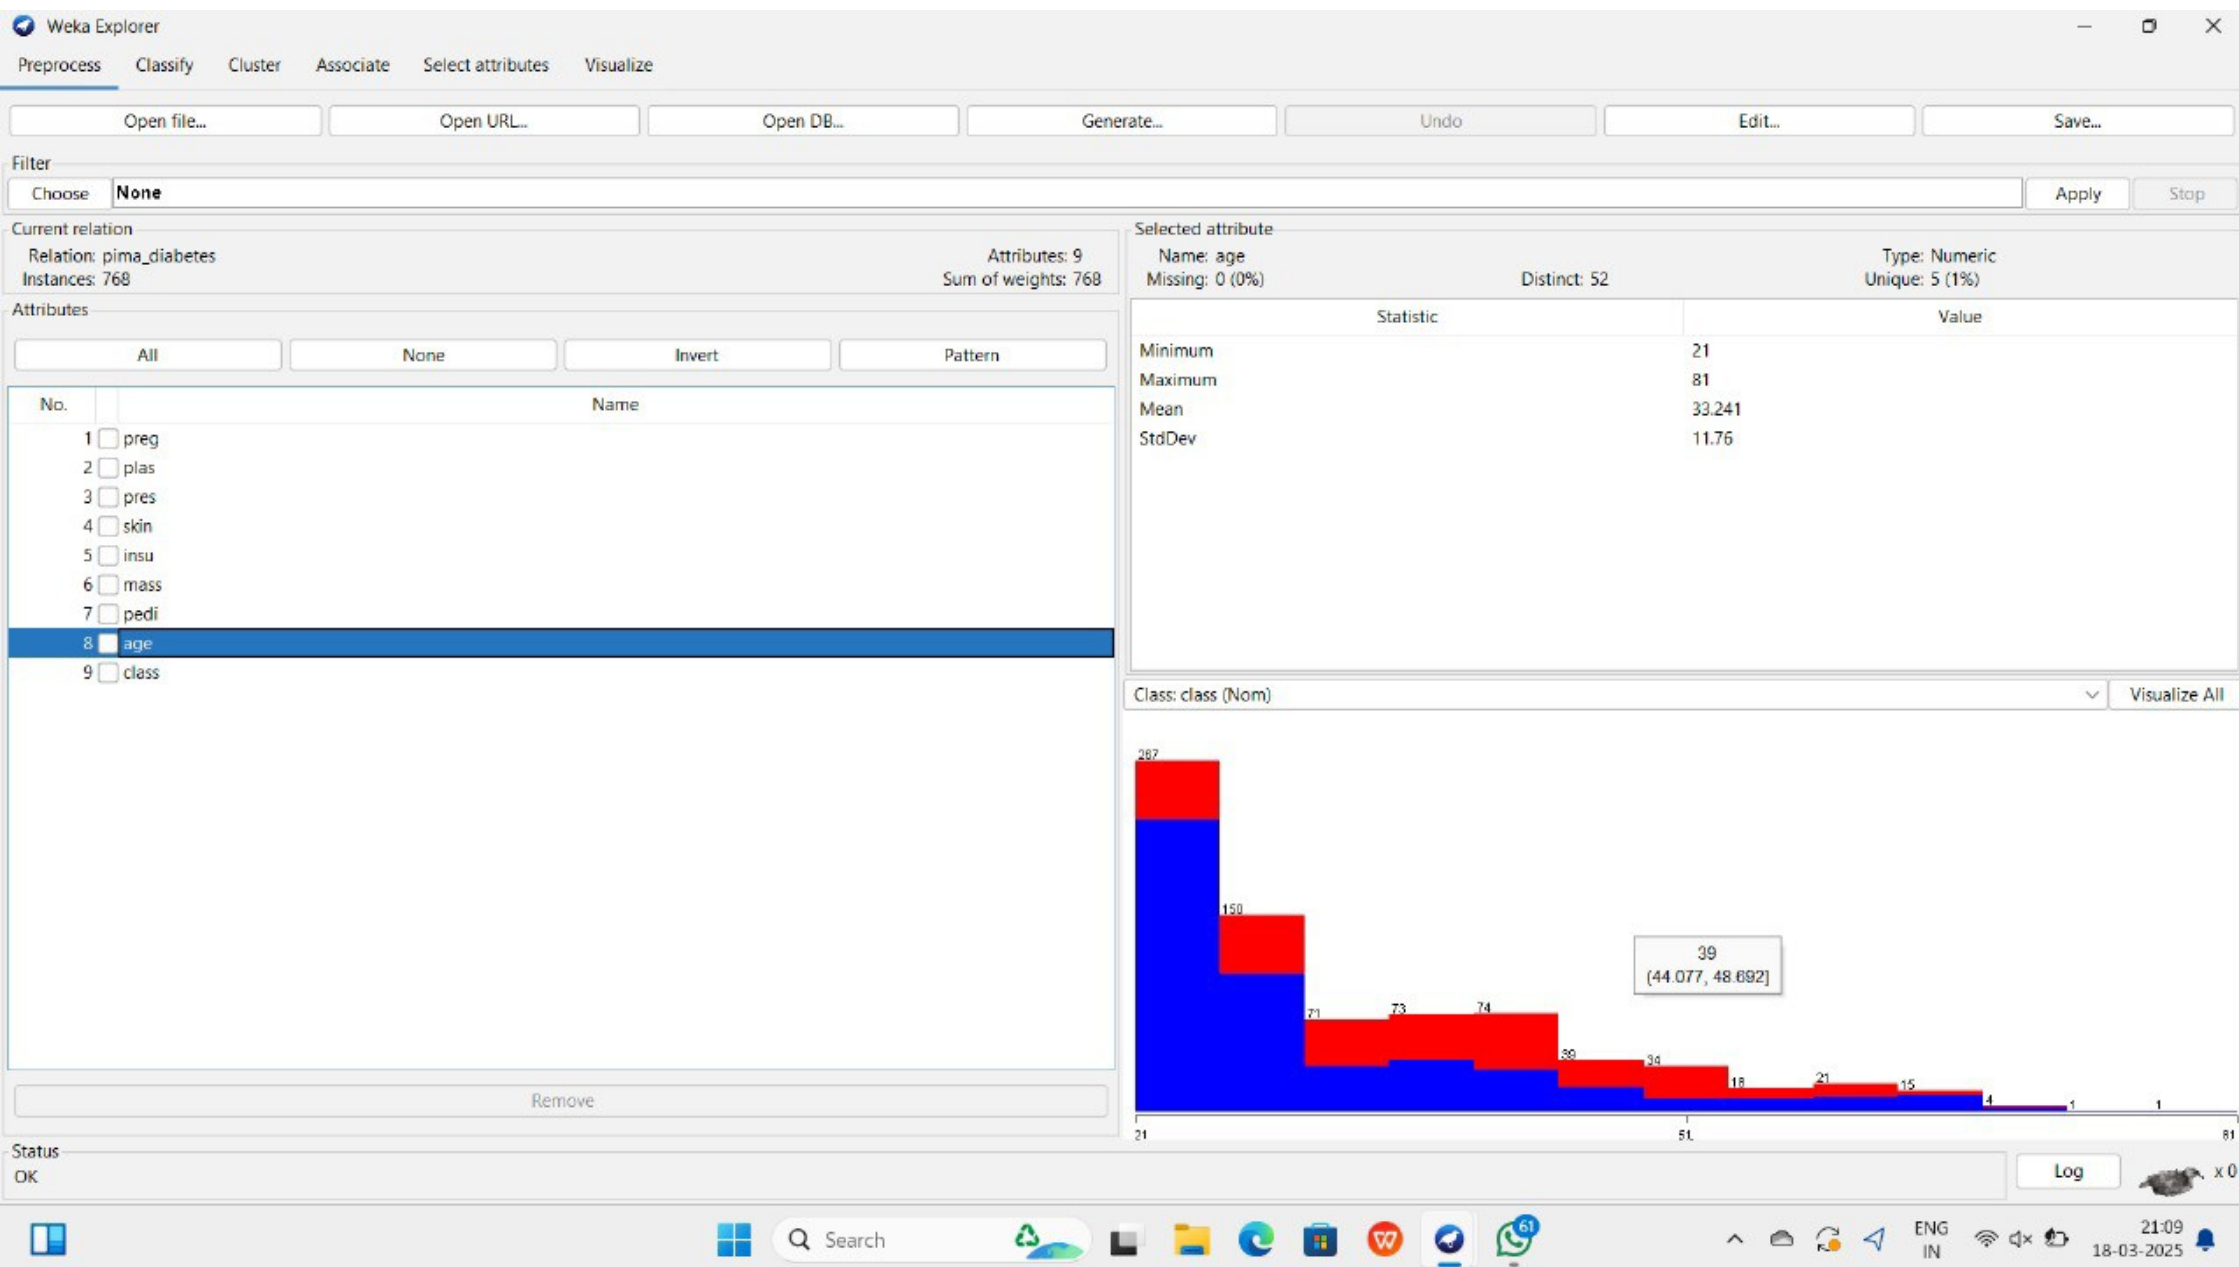 Weka Explorer
Preprocess Classify Cluster Associate Select attributes Visualize
Open file... Open URL... Open DB... Generate... Undo Edit... Save...
Filter
Choose None Apply Stop
Current relation
Relation: pima_diabetes Attributes: 9
Instances: 768 Sum of weights: 768
Selected attribute
Name: age Type: Numeric
Missing: 0 (0%) Distinct: 52 Unique: 5 (1%)
Attributes
All None Invert Pattern
No. Name
1 preg
2 plas
3 pres
4 skin
5 insu
6 mass
7 pedi
8 age
9 class
Remove
Statistic Value
Minimum 21
Maximum 81
Mean 33.241
StdDev 11.76
Class: class (Nom) Visualize All
267
150
71
73
74
39
34
18
21
15
4
1
1
39
(44.077, 48.692]
21 51 81
Status
OK
Log x 0
Search
61
ENG
IN
21:09
18-03-2025